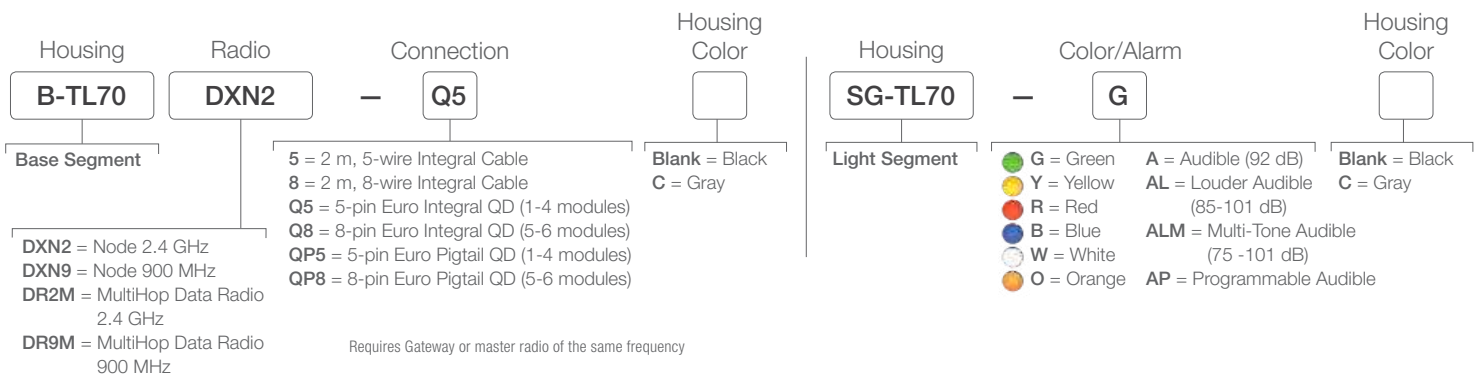 Housing
Radio
Connection
Housing
Color
B-TL70
DXN2
–
Q5
Base Segment
DXN2 = Node 2.4 GHz
DXN9 = Node 900 MHz
DR2M = MultiHop Data Radio
2.4 GHz
DR9M = MultiHop Data Radio
900 MHz
5 = 2 m, 5-wire Integral Cable
8 = 2 m, 8-wire Integral Cable
Q5 = 5-pin Euro Integral QD (1-4 modules)
Q8 = 8-pin Euro Integral QD (5-6 modules)
QP5 = 5-pin Euro Pigtail QD (1-4 modules)
QP8 = 8-pin Euro Pigtail QD (5-6 modules)
Blank = Black
C = Gray
Requires Gateway or master radio of the same frequency
Housing
Color/Alarm
Housing
Color
SG-TL70
–
G
Light Segment
G = Green
Y = Yellow
R = Red
B = Blue
W = White
O = Orange
A = Audible (92 dB)
AL = Louder Audible
(85-101 dB)
ALM = Multi-Tone Audible
(75 -101 dB)
AP = Programmable Audible
Blank = Black
C = Gray